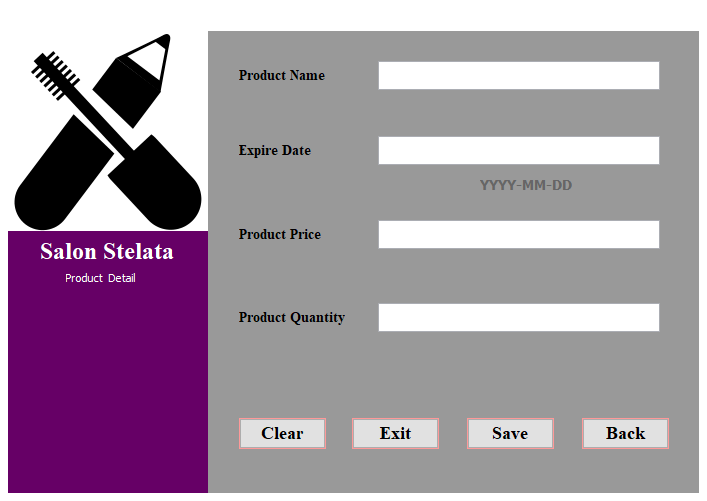 Salon Stelata
Product Detail
Product Name
Expire Date
YYYY-MM-DD
Product Price
Product Quantity
Clear
Exit
Save
Back